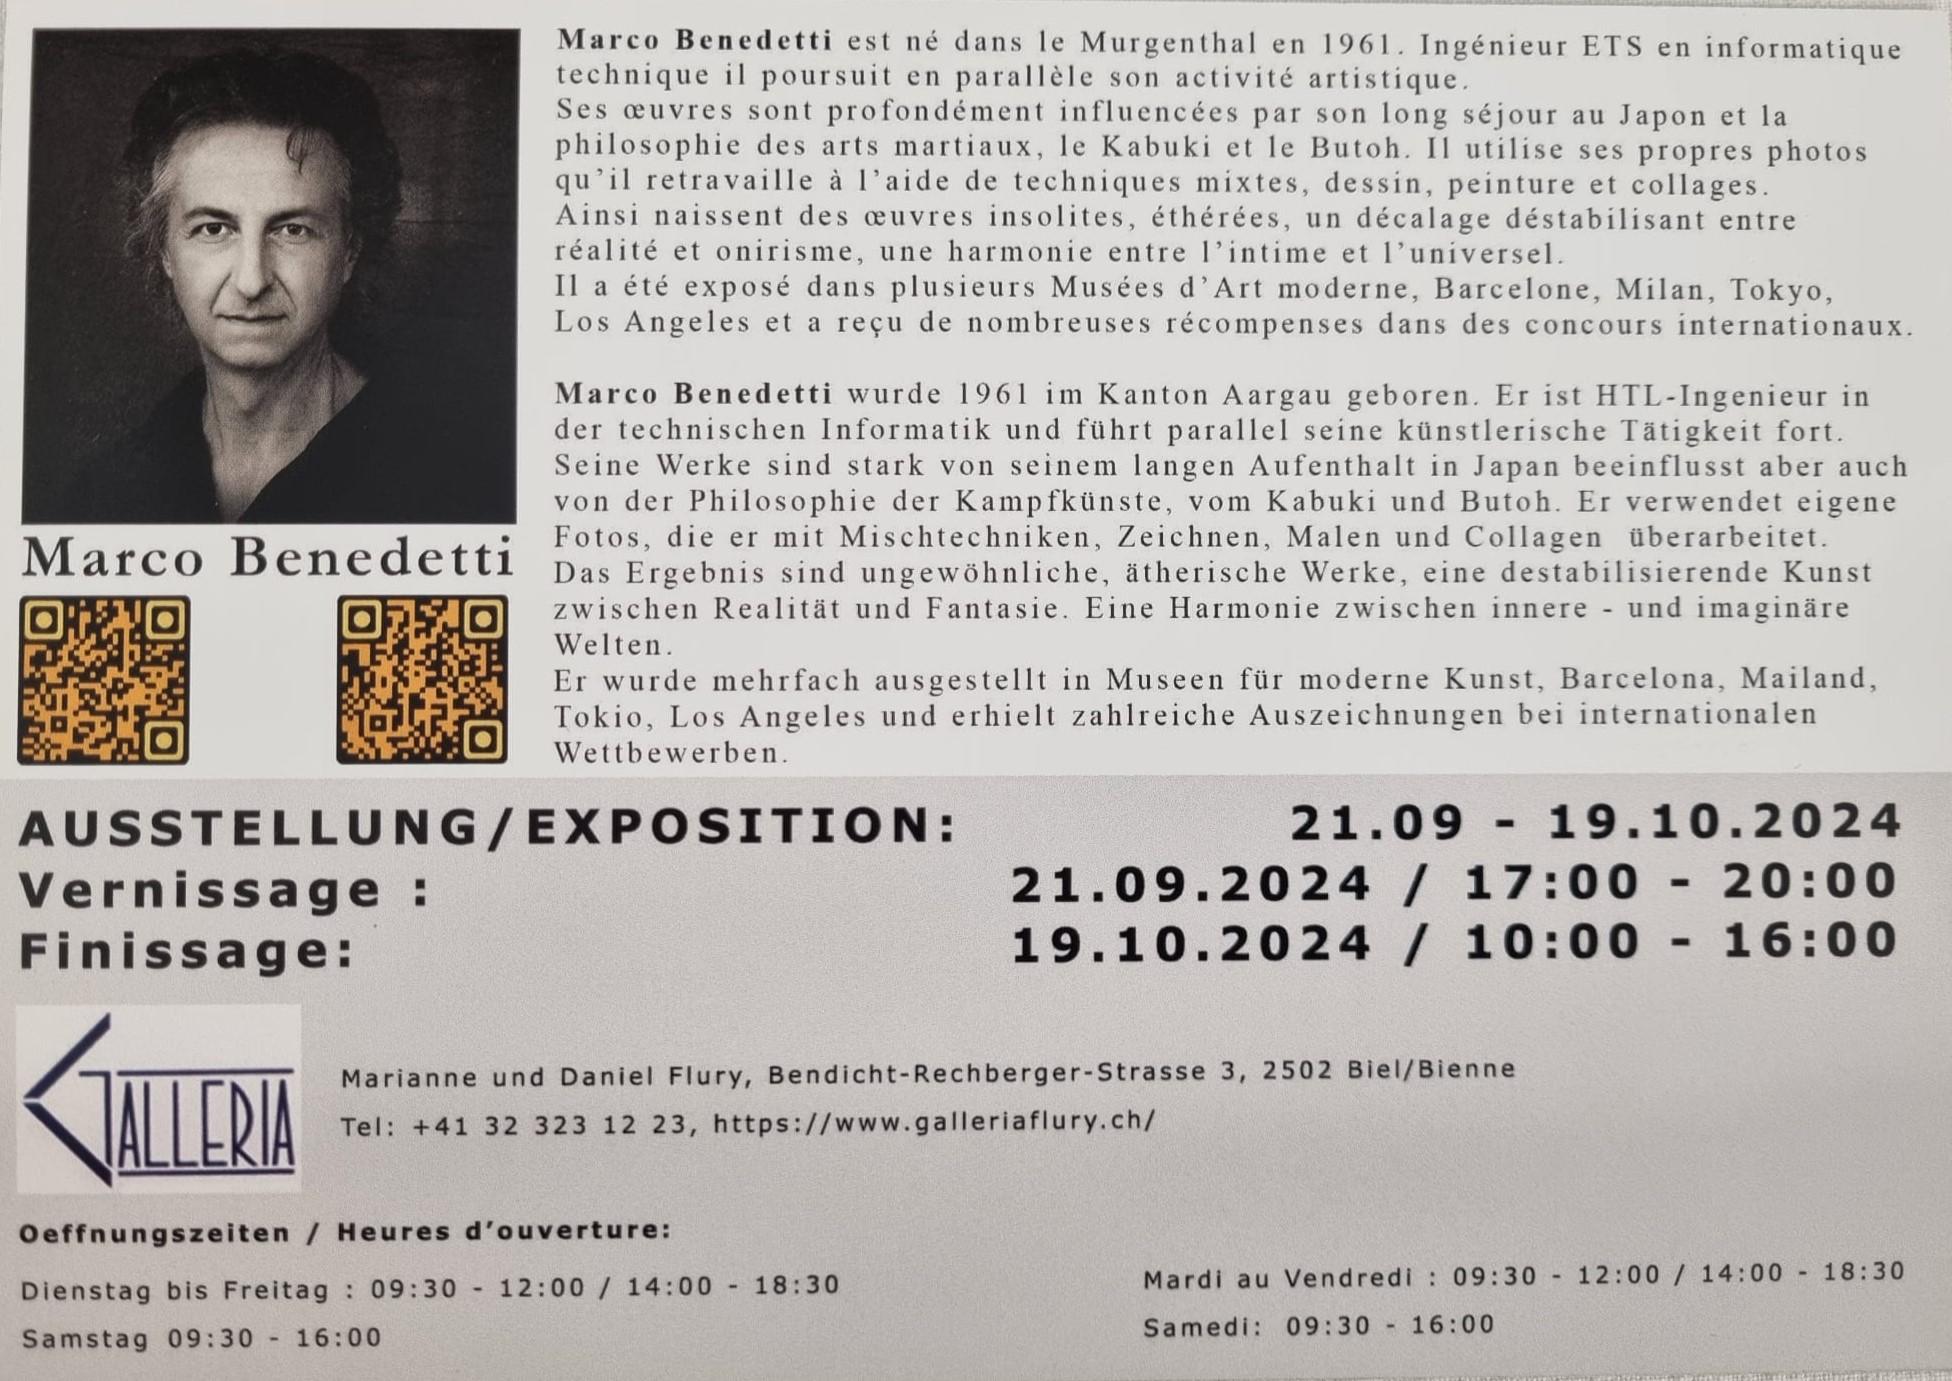 Marco Benedetti est né dans le Murgenthal en 1961. Ingénieur ETS en informatique
technique il poursuit en parallèle son activité artistique.
Ses œuvres sont profondément influencées par son long séjour au Japon et la
philosophie des arts martiaux, le Kabuki et le Butoh. Il utilise ses propres photos
qu'il retravaille à l'aide de techniques mixtes, dessin, peinture et collages.
Ainsi naissent des œuvres insolites, éthérées, un décalage déstabilisant entre
réalité et onirisme, une harmonie entre l'intime et l'universel.
Il a été exposé dans plusieurs Musées d'Art moderne, Barcelone, Milan, Tokyo,
Los Angeles et a reçu de nombreuses récompenses dans des concours internationaux.
Marco Benedetti wurde 1961 im Kanton Aargau geboren. Er ist HTL-Ingenieur in
der technischen Informatik und führt parallel seine künstlerische Tätigkeit fort.
Seine Werke sind stark von seinem langen Aufenthalt in Japan beeinflusst aber auch
von der Philosophie der Kampfkünste, vom Kabuki und Butoh. Er verwendet eigene
Fotos, die er mit Mischtechniken, Zeichnen, Malen und Collagen überarbeitet.
Das Ergebnis sind ungewöhnliche, ätherische Werke, eine destabilisierende Kunst
zwischen Realität und Fantasie. Eine Harmonie zwischen innere - und imaginäre
Welten.
Er wurde mehrfach ausgestellt in Museen für moderne Kunst, Barcelona, Mailand,
Tokio, Los Angeles und erhielt zahlreiche Auszeichnungen bei internationalen
Wettbewerben.
Marco Benedetti
AUSSTELLUNG/EXPOSITION: 21.09 - 19.10.2024
Vernissage : 21.09.2024 / 17:00 - 20:00
Finissage: 19.10.2024 / 10:00 - 16:00
GALLERIA
Marianne und Daniel Flury, Bendicht-Rechberger-Strasse 3, 2502 Biel/Bienne
Tel: +41 32 323 12 23, https://www.galleriaflury.ch/
Oeffnungszeiten / Heures d'ouverture:
Dienstag bis Freitag : 09:30 - 12:00 / 14:00 - 18:30
Samstag 09:30 - 16:00
Mardi au Vendredi : 09:30 - 12:00 / 14:00 - 18:30
Samedi: 09:30 - 16:00